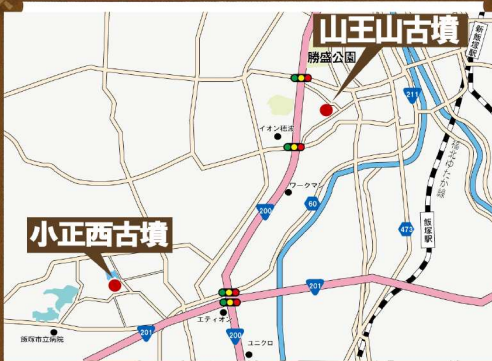 山王山古墳
勝盛公園
新飯塚駅
211
イオン穂波
福北ゆたか線
ワークマン
60
200
飯塚駅
473
小正西古墳
201
エディオン
201
飯塚市立病院
200
ユニクロ